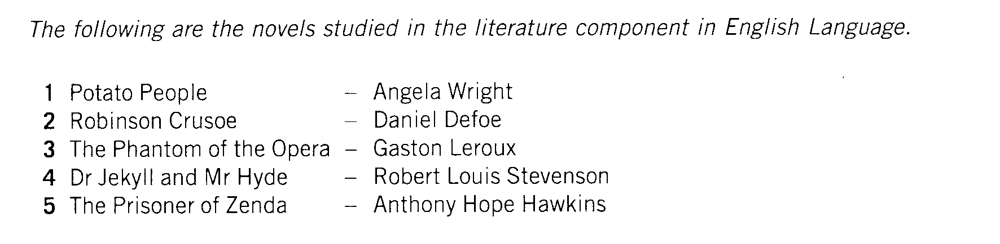 The following are the novels studied in the literature component in English Language.
1 Potato People – Angela Wright
2 Robinson Crusoe – Daniel Defoe
3 The Phantom of the Opera – Gaston Leroux
4 Dr Jekyll and Mr Hyde – Robert Louis Stevenson
5 The Prisoner of Zenda – Anthony Hope Hawkins